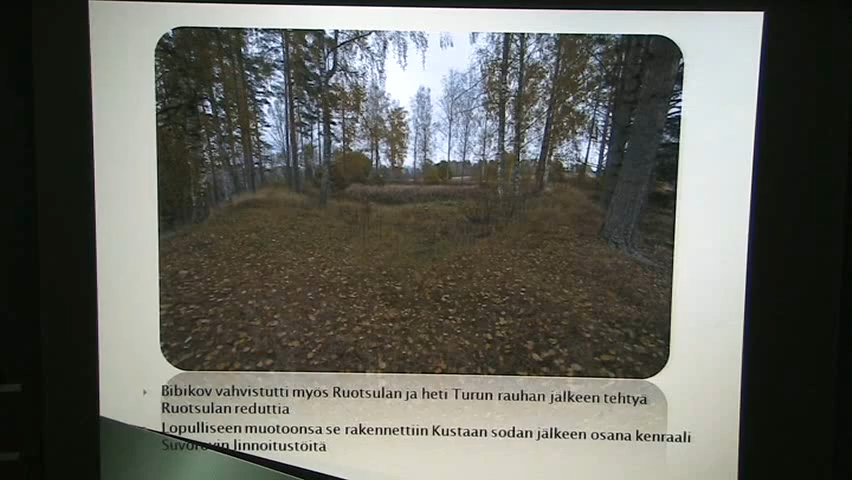 Bibikov vahvistutti myös Ruotsulan ja heti Turun rauhan jälkeen tehtyä
Ruotsulan reduttia
Lopulliseen muotoonsa se rakennettiin Kustaan sodan jälkeen osana kenraali
Suvorovin linnoitustöitä